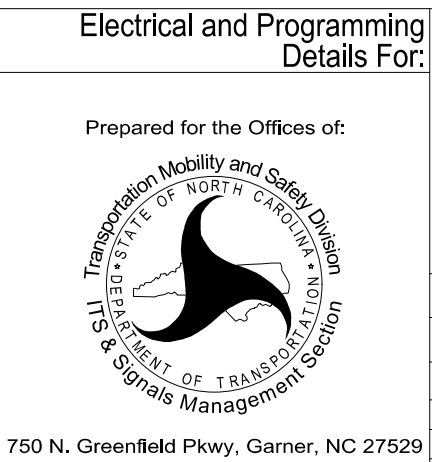 Electrical and Programming
Details For:
Prepared for the Offices of:
Transportation Mobility and Safety Division
STATE OF NORTH CAROLINA
DEPARTMENT OF TRANSPORTATION
ITS & Signals Management Section
750 N. Greenfield Pkwy, Garner, NC 27529